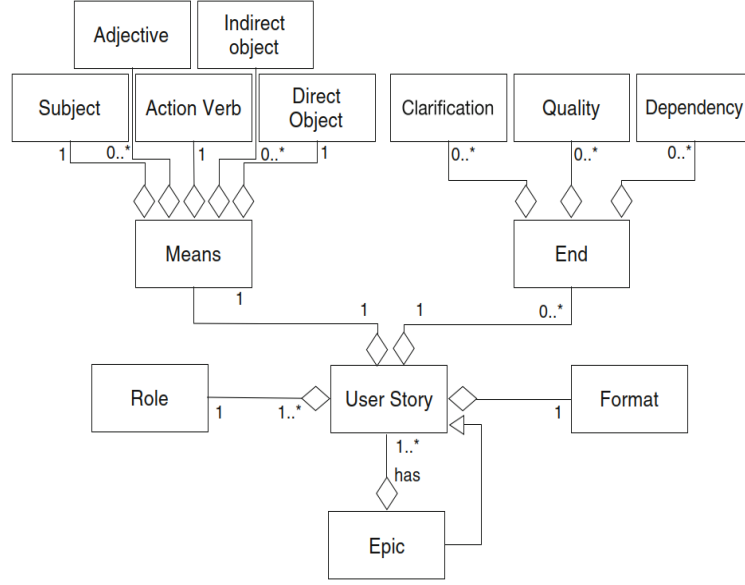 Adjective
Indirect
object
Subject
Action Verb
Direct
Object
Clarification
Quality
Dependency
1
0..*
1
0..*
1
0..*
0..*
0..*
Means
End
1
1
1
0..*
Role
User Story
Format
1
1..*
1
1..*
has
Epic